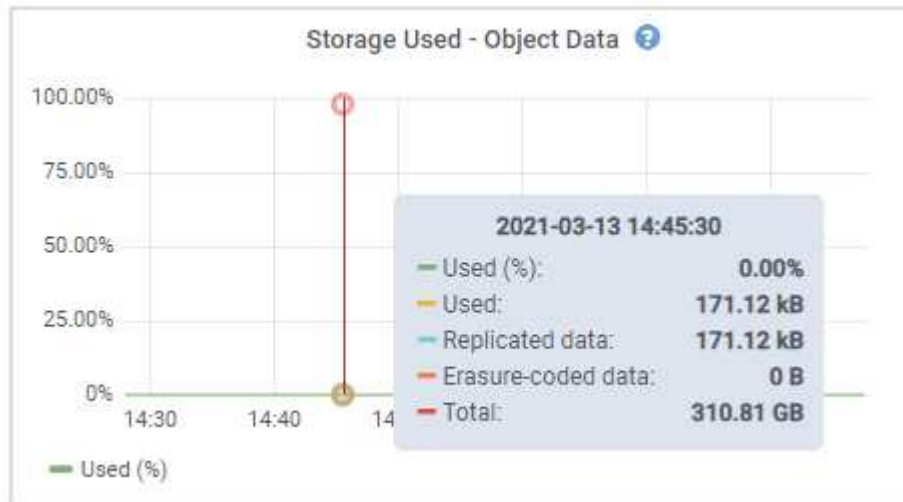 Storage Used - Object Data ?
100.00%
75.00%
50.00%
25.00%
0%
14:30 14:40
2021-03-13 14:45:30
Used (%): 0.00%
Used: 171.12 kB
Replicated data: 171.12 kB
Erasure-coded data: 0 B
Total: 310.81 GB
Used (%)